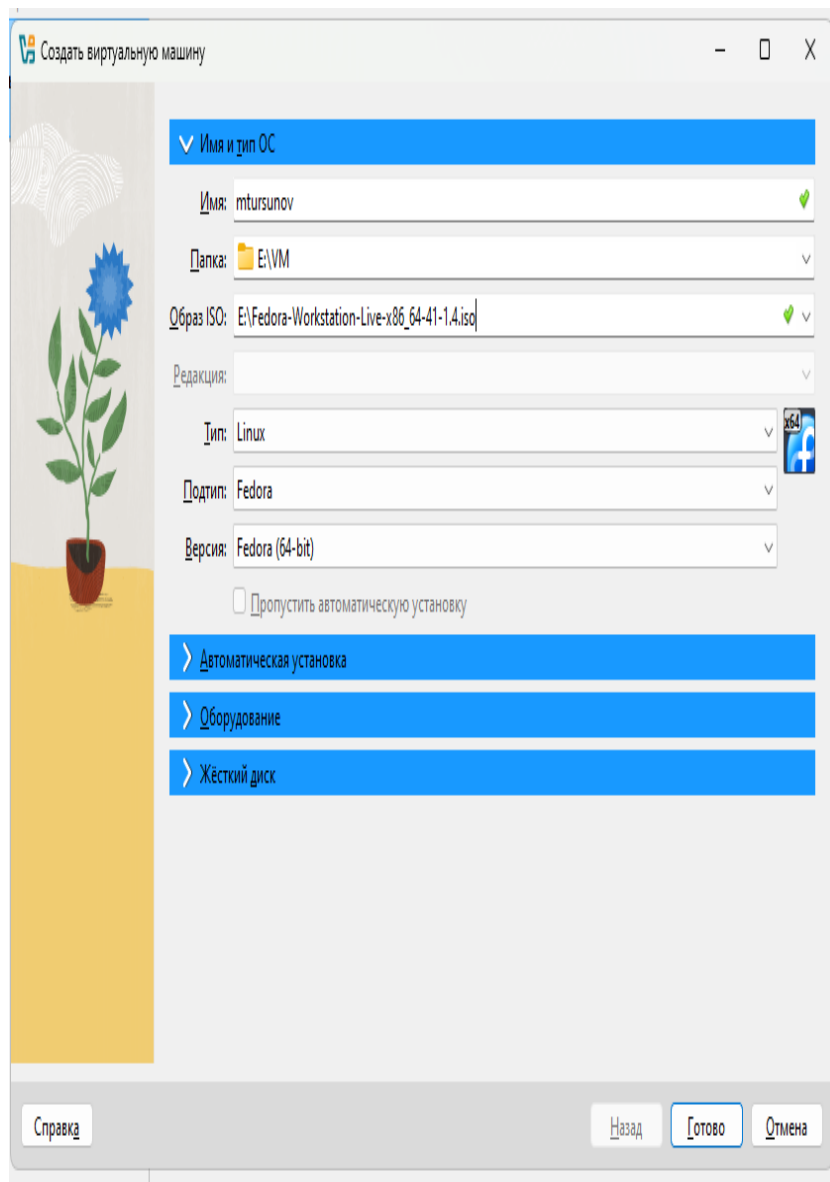 Создать виртуальную машину
Имя и тип ОС
Имя: mtursunov
Папка: E:\VM
Образ ISO: E:\Fedora-Workstation-Live-x86_64-41-1.4.iso
Редакция:
Тип: Linux
x64
Подтип: Fedora
Версия: Fedora (64-bit)
Пропустить автоматическую установку
Автоматическая установка
Оборудование
Жёсткий диск
Справка Назад Готово Отмена